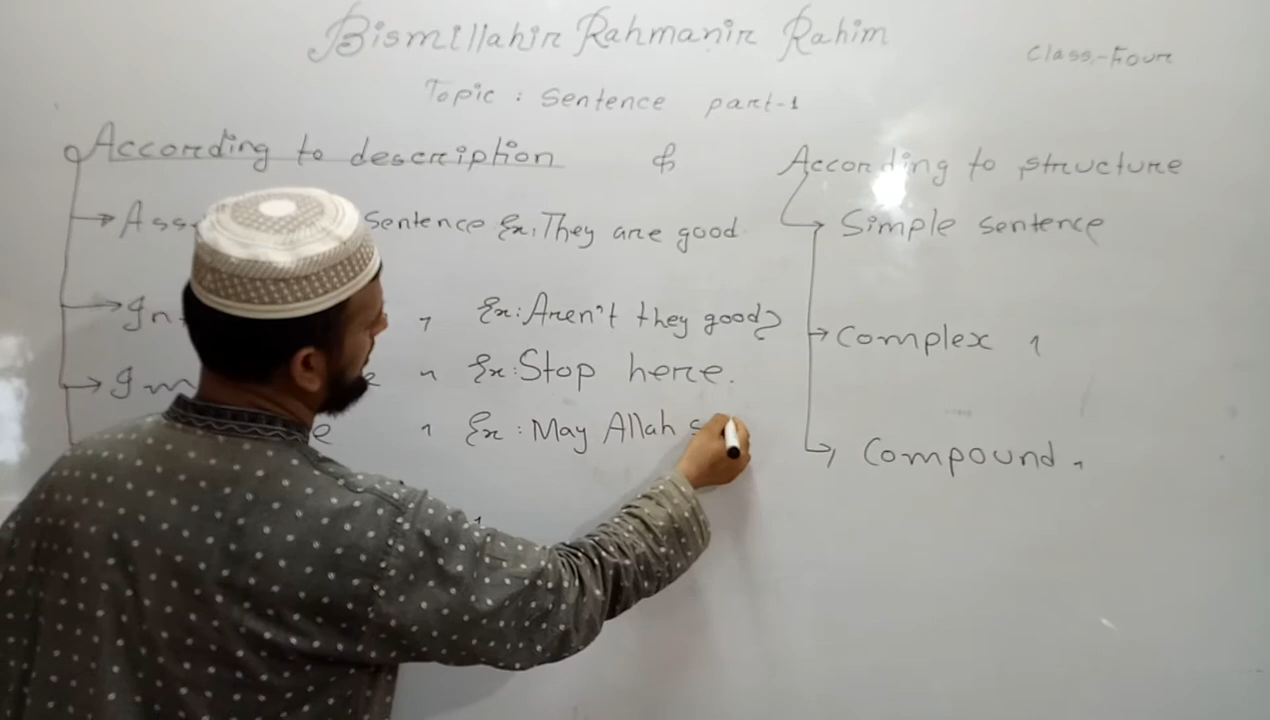 Bismillahir Rahmanir Rahim
Class-Four
Topic: Sentence part-1
According to description & According to structure
Sentence Ex: They are good
Simple sentence
Ex: Aren't they good?
Complex "
" Ex: Stop here.
" Ex: May Allah
Compound "